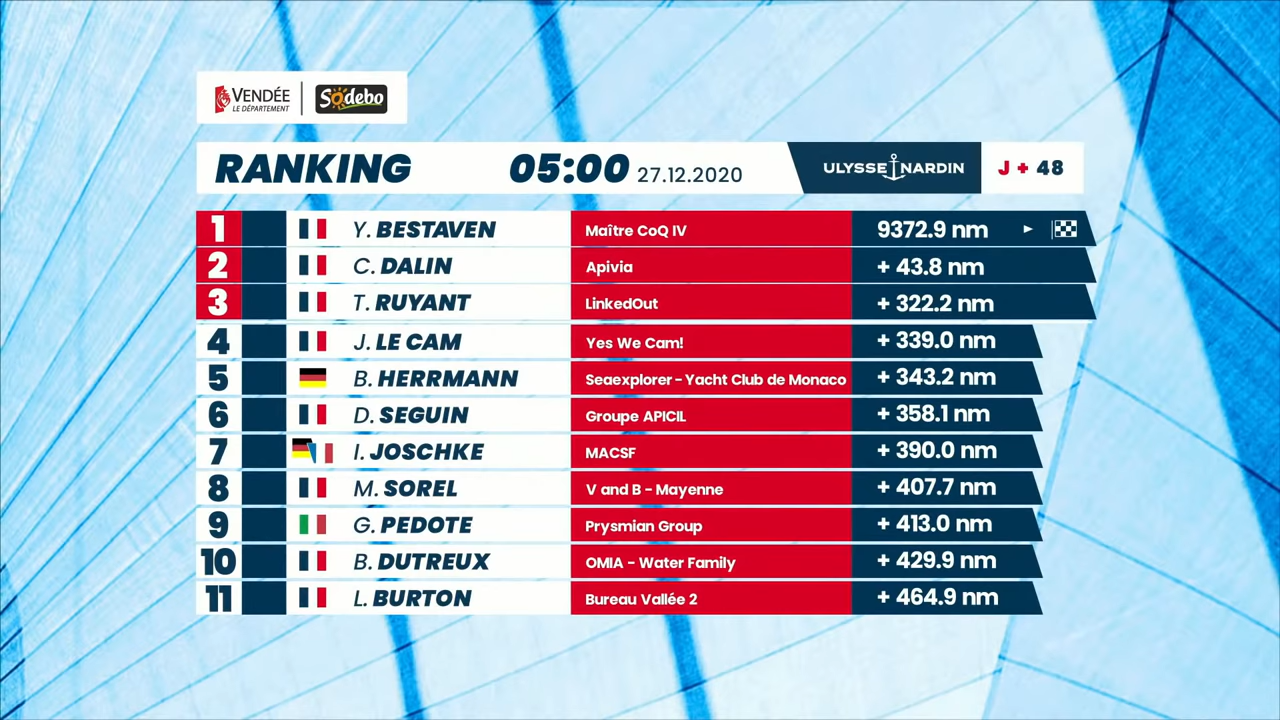 VENDÉE
LE DÉPARTEMENT
Sodebo
RANKING 05:00 27.12.2020 ULYSSE NARDIN J + 48
1 Y. BESTAVEN Maître CoQ IV 9372.9 nm
2 C. DALIN Apivia + 43.8 nm
3 T. RUYANT LinkedOut + 322.2 nm
4 J. LE CAM Yes We Cam! + 339.0 nm
5 B. HERRMANN Seaexplorer - Yacht Club de Monaco + 343.2 nm
6 D. SEGUIN Groupe APICIL + 358.1 nm
7 I. JOSCHKE MACSF + 390.0 nm
8 M. SOREL V and B - Mayenne + 407.7 nm
9 G. PEDOTE Prysmian Group + 413.0 nm
10 B. DUTREUX OMIA - Water Family + 429.9 nm
11 L. BURTON Bureau Vallée 2 + 464.9 nm